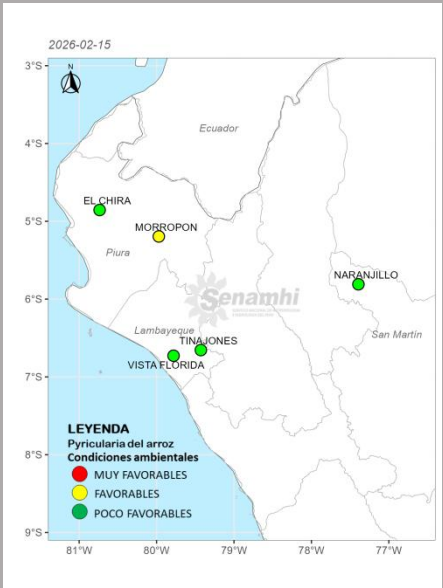 2026-02-15
N
3°S
4°S
5°S
6°S
7°S
8°S
9°S
Ecuador
EL CHIRA
MORROPON
Piura
NARANJILLO
Senamhi
Lambayeque
TINAJONES
San Martín
VISTA FLORIDA
LEYENDA
Pyricularia del arroz
Condiciones ambientales
MUY FAVORABLES
FAVORABLES
POCO FAVORABLES
81°W 80°W 79°W 78°W 77°W